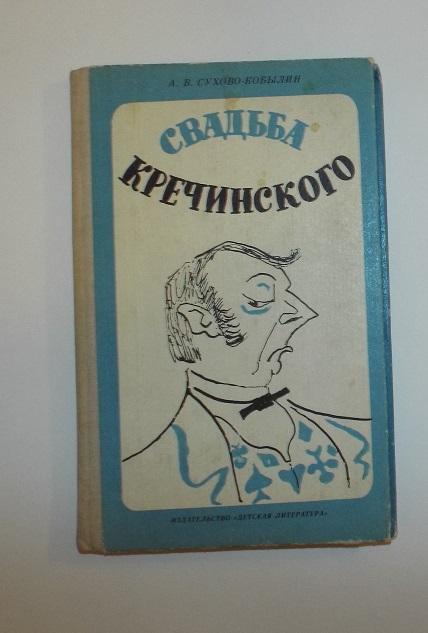 А. В. СУХОВО-КОБЫЛИН
СВАДЬБА
КРЕЧИНСКОГО
ИЗДАТЕЛЬСТВО «ДЕТСКАЯ ЛИТЕРАТУРА»